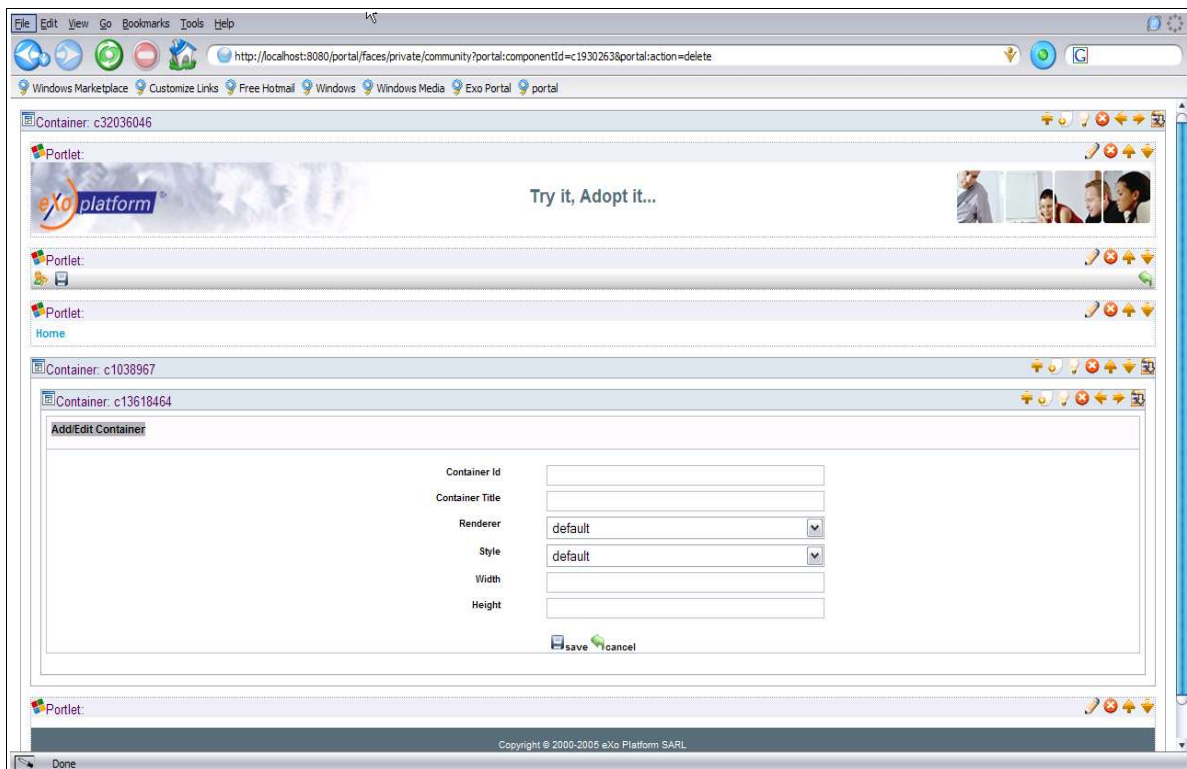 File Edit View Go Bookmarks Tools Help
http://localhost:8080/portal/faces/private/community?portal:componentId=c1930263&portal:action=delete
G
Windows Marketplace Customize Links Free Hotmail Windows Windows Media Exo Portal portal
Container: c32036046
Portlet:
eXo platform ®
Try it, Adopt it...
Portlet:
Portlet:
Home
Container: c1038967
Container: c13618464
Add/Edit Container
Container Id
Container Title
Renderer default
Style default
Width
Height
save cancel
Portlet:
Copyright © 2000-2005 eXo Platform SARL
Done